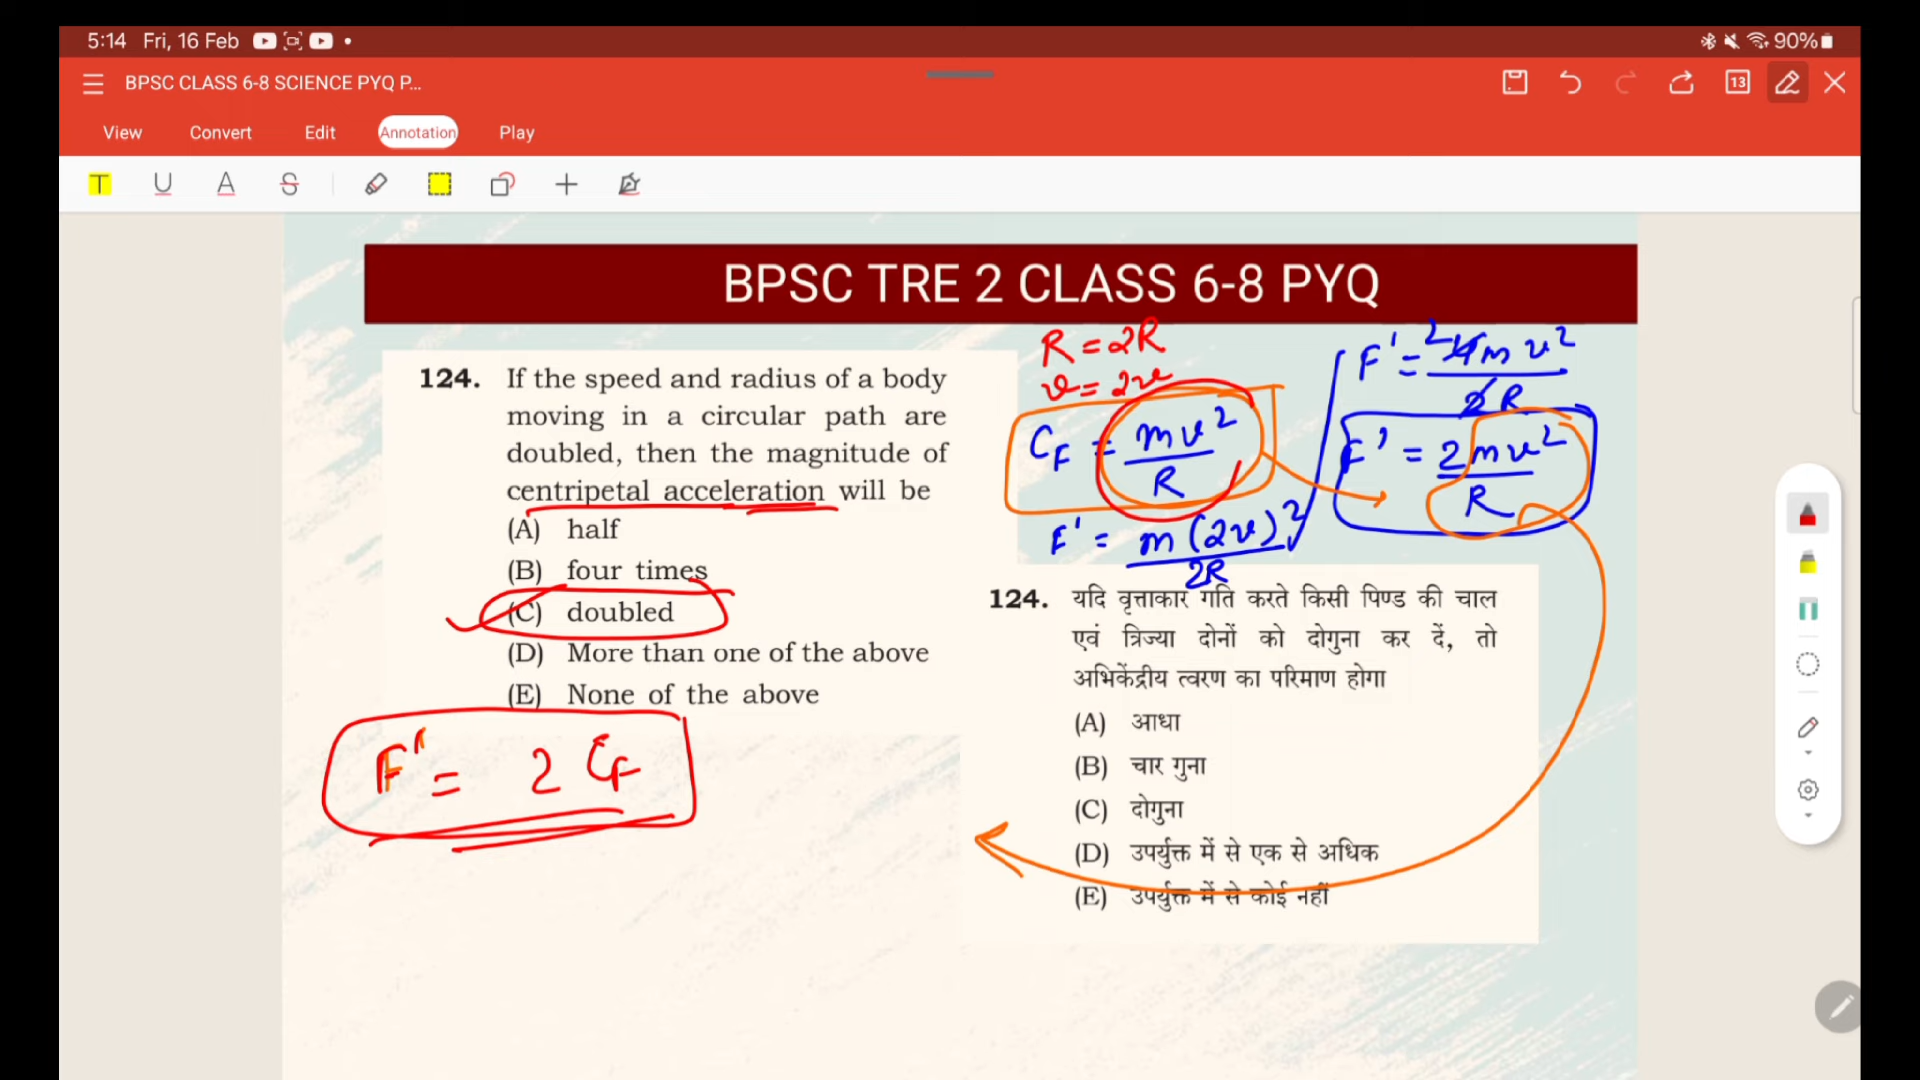 5:14 Fri, 16 Feb
90%
BPSC CLASS 6-8 SCIENCE PYQ P...
13
View Convert Edit Annotation Play
T U A S
BPSC TRE 2 CLASS 6-8 PYQ
124. If the speed and radius of a body
moving in a circular path are
doubled, then the magnitude of
centripetal acceleration will be
(A) half
(B) four times
(C) doubled
(D) More than one of the above
(E) None of the above
F' = 2 CF
R = 2R
v = 2v
CF = mv²/R
F' = m(2v)²/2R
F' = 2 4mv²/2R
F' = 2mv²/R
124. यदि वृत्ताकार गति करते किसी पिण्ड की चाल
एवं त्रिज्या दोनों को दोगुना कर दें, तो
अभिकेंद्रीय त्वरण का परिमाण होगा
(A) आधा
(B) चार गुना
(C) दोगुना
(D) उपर्युक्त में से एक से अधिक
(E) उपर्युक्त में से कोई नहीं